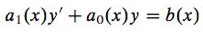 a₁(x)y′ + a₀(x)y = b(x)